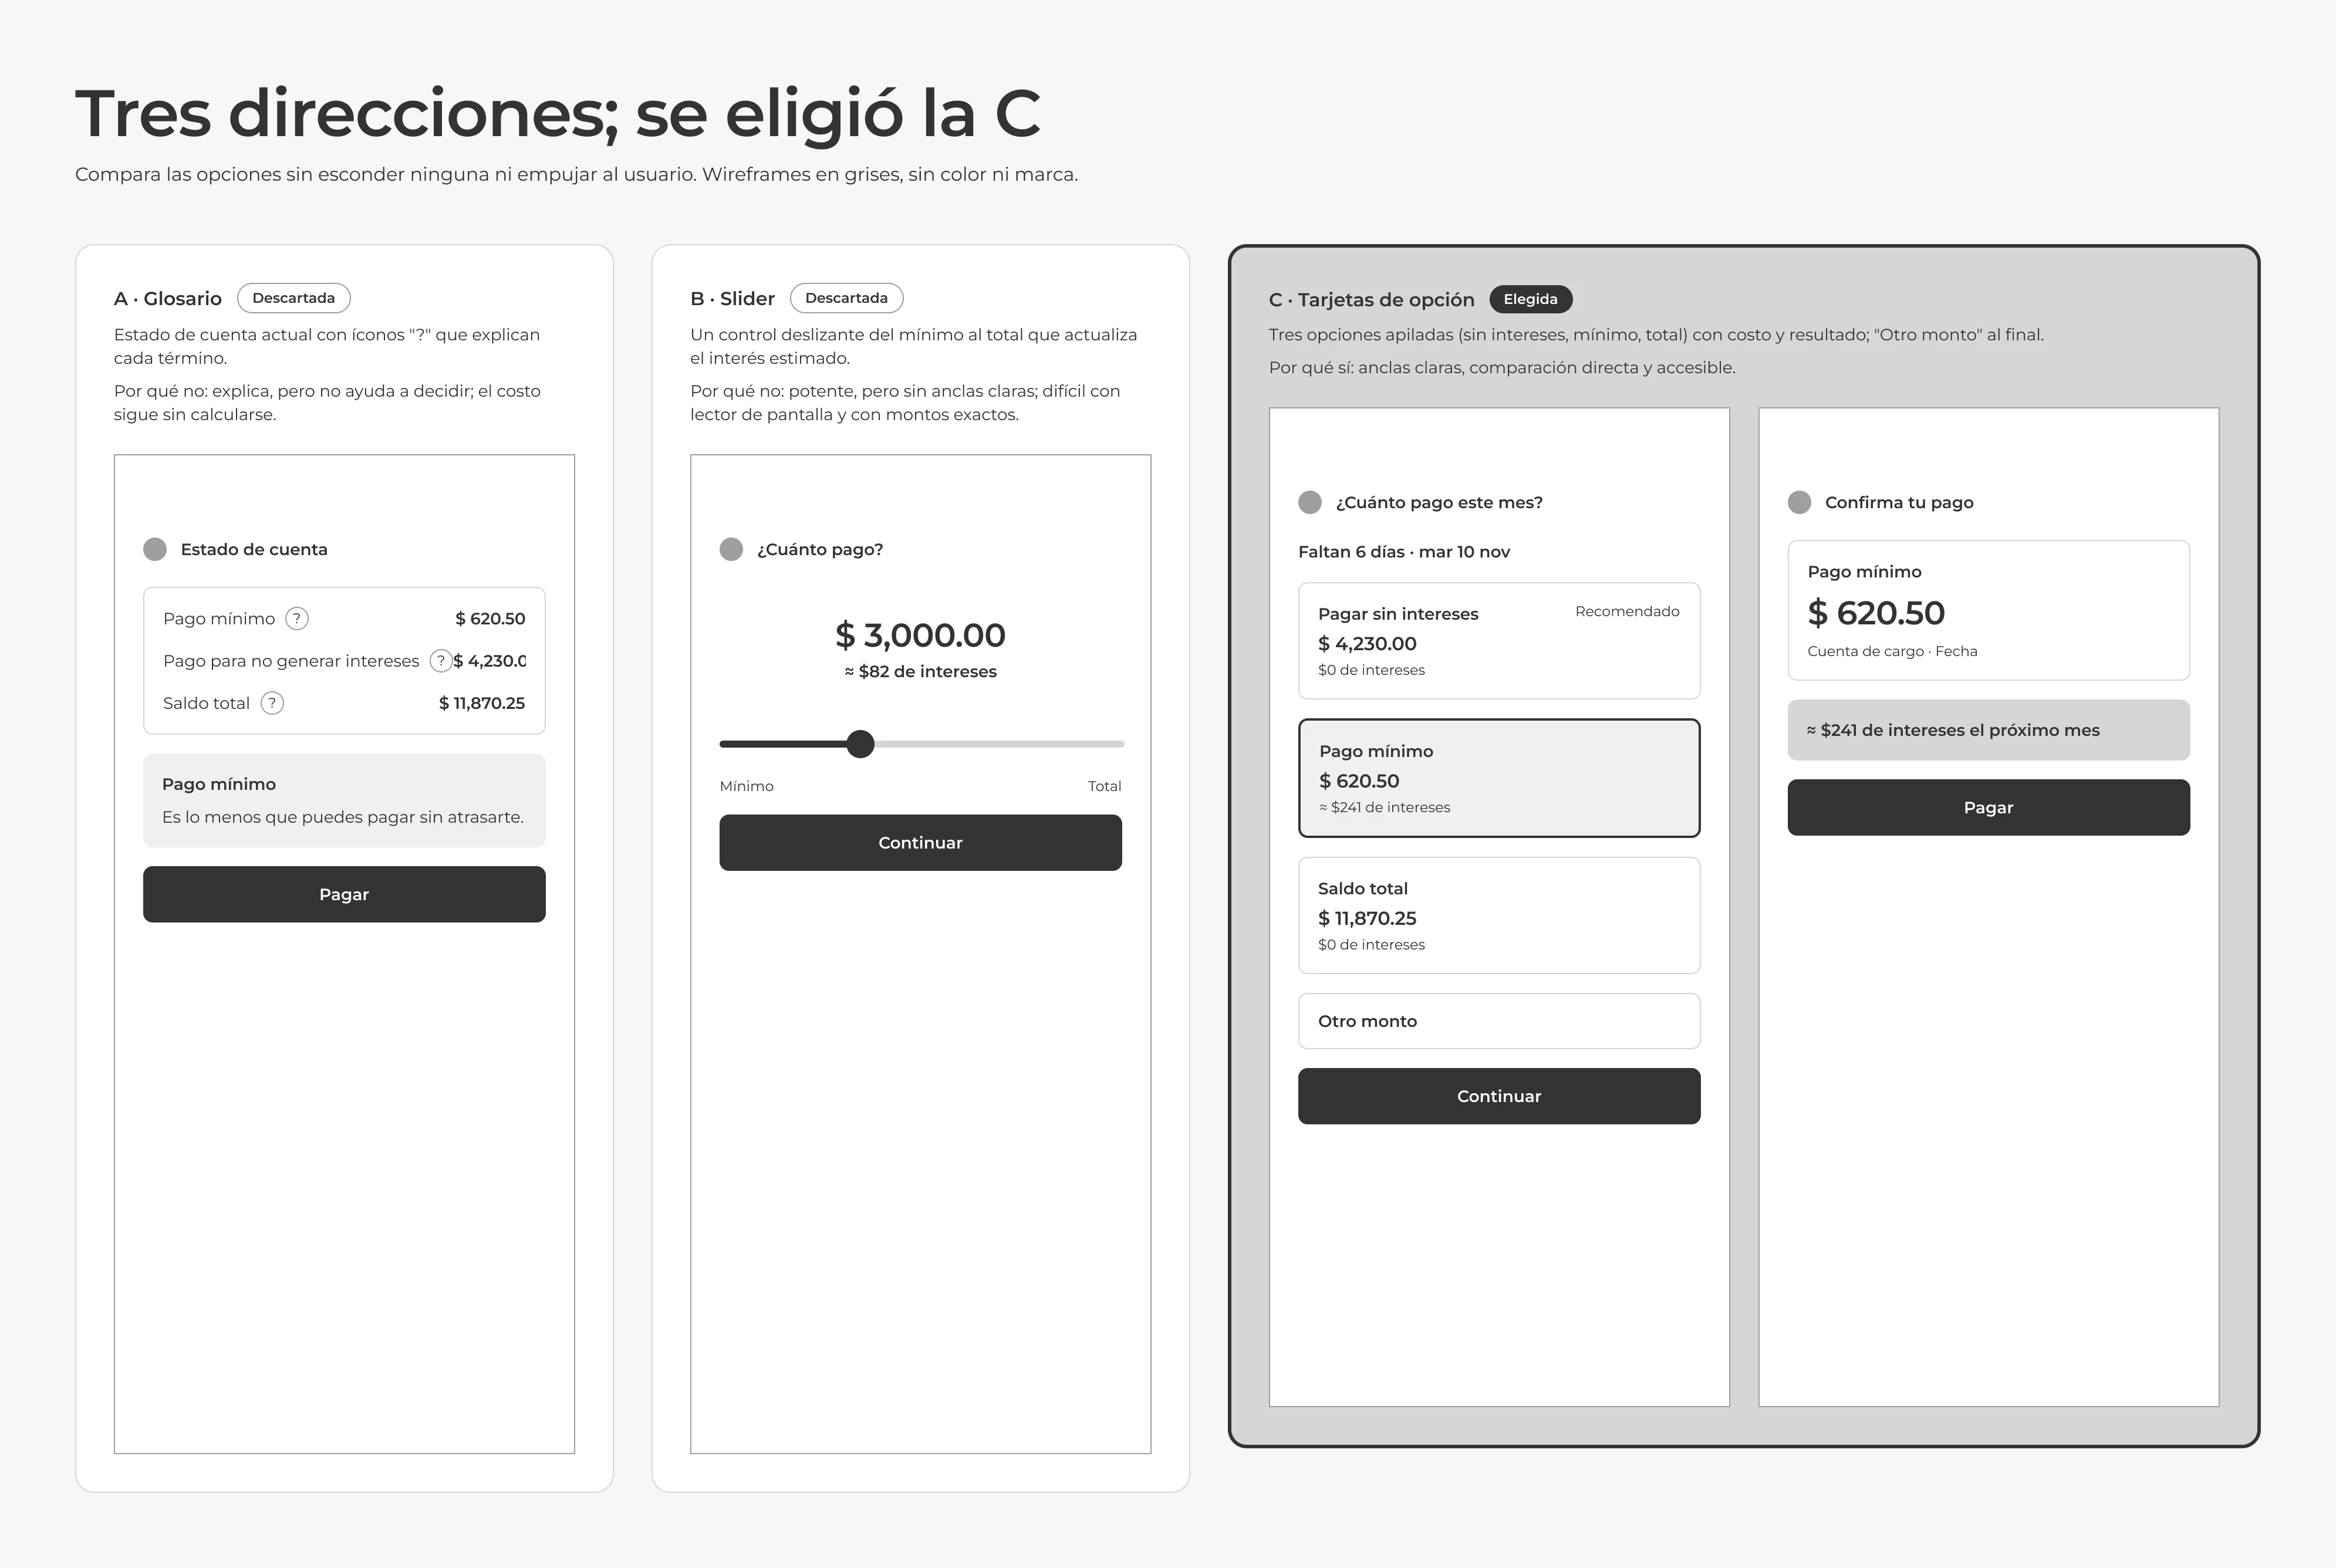 Tres direcciones; se eligió la C
Compara las opciones sin esconder ninguna ni empujar al usuario. Wireframes en grises, sin color ni marca.
A · Glosario
Descartada
Estado de cuenta actual con íconos "?" que explican
cada término.
Por qué no: explica, pero no ayuda a decidir; el costo
sigue sin calcularse.
Estado de cuenta
Pago mínimo ? $ 620.50
Pago para no generar intereses ? $ 4,230.0
Saldo total ? $ 11,870.25
Pago mínimo
Es lo menos que puedes pagar sin atrasarte.
Pagar
B · Slider
Descartada
Un control deslizante del mínimo al total que actualiza
el interés estimado.
Por qué no: potente, pero sin anclas claras; difícil con
lector de pantalla y con montos exactos.
¿Cuánto pago?
$ 3,000.00
≈ $82 de intereses
Mínimo
Total
Continuar
C · Tarjetas de opción
Elegida
Tres opciones apiladas (sin intereses, mínimo, total) con costo y resultado; "Otro monto" al final.
Por qué sí: anclas claras, comparación directa y accesible.
¿Cuánto pago este mes?
Faltan 6 días · mar 10 nov
Pagar sin intereses
Recomendado
$ 4,230.00
$0 de intereses
Pago mínimo
$ 620.50
≈ $241 de intereses
Saldo total
$ 11,870.25
$0 de intereses
Otro monto
Continuar
Confirma tu pago
Pago mínimo
$ 620.50
Cuenta de cargo · Fecha
≈ $241 de intereses el próximo mes
Pagar